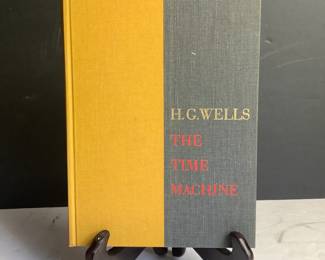 H. G. WELLS
THE
TIME
MACHINE